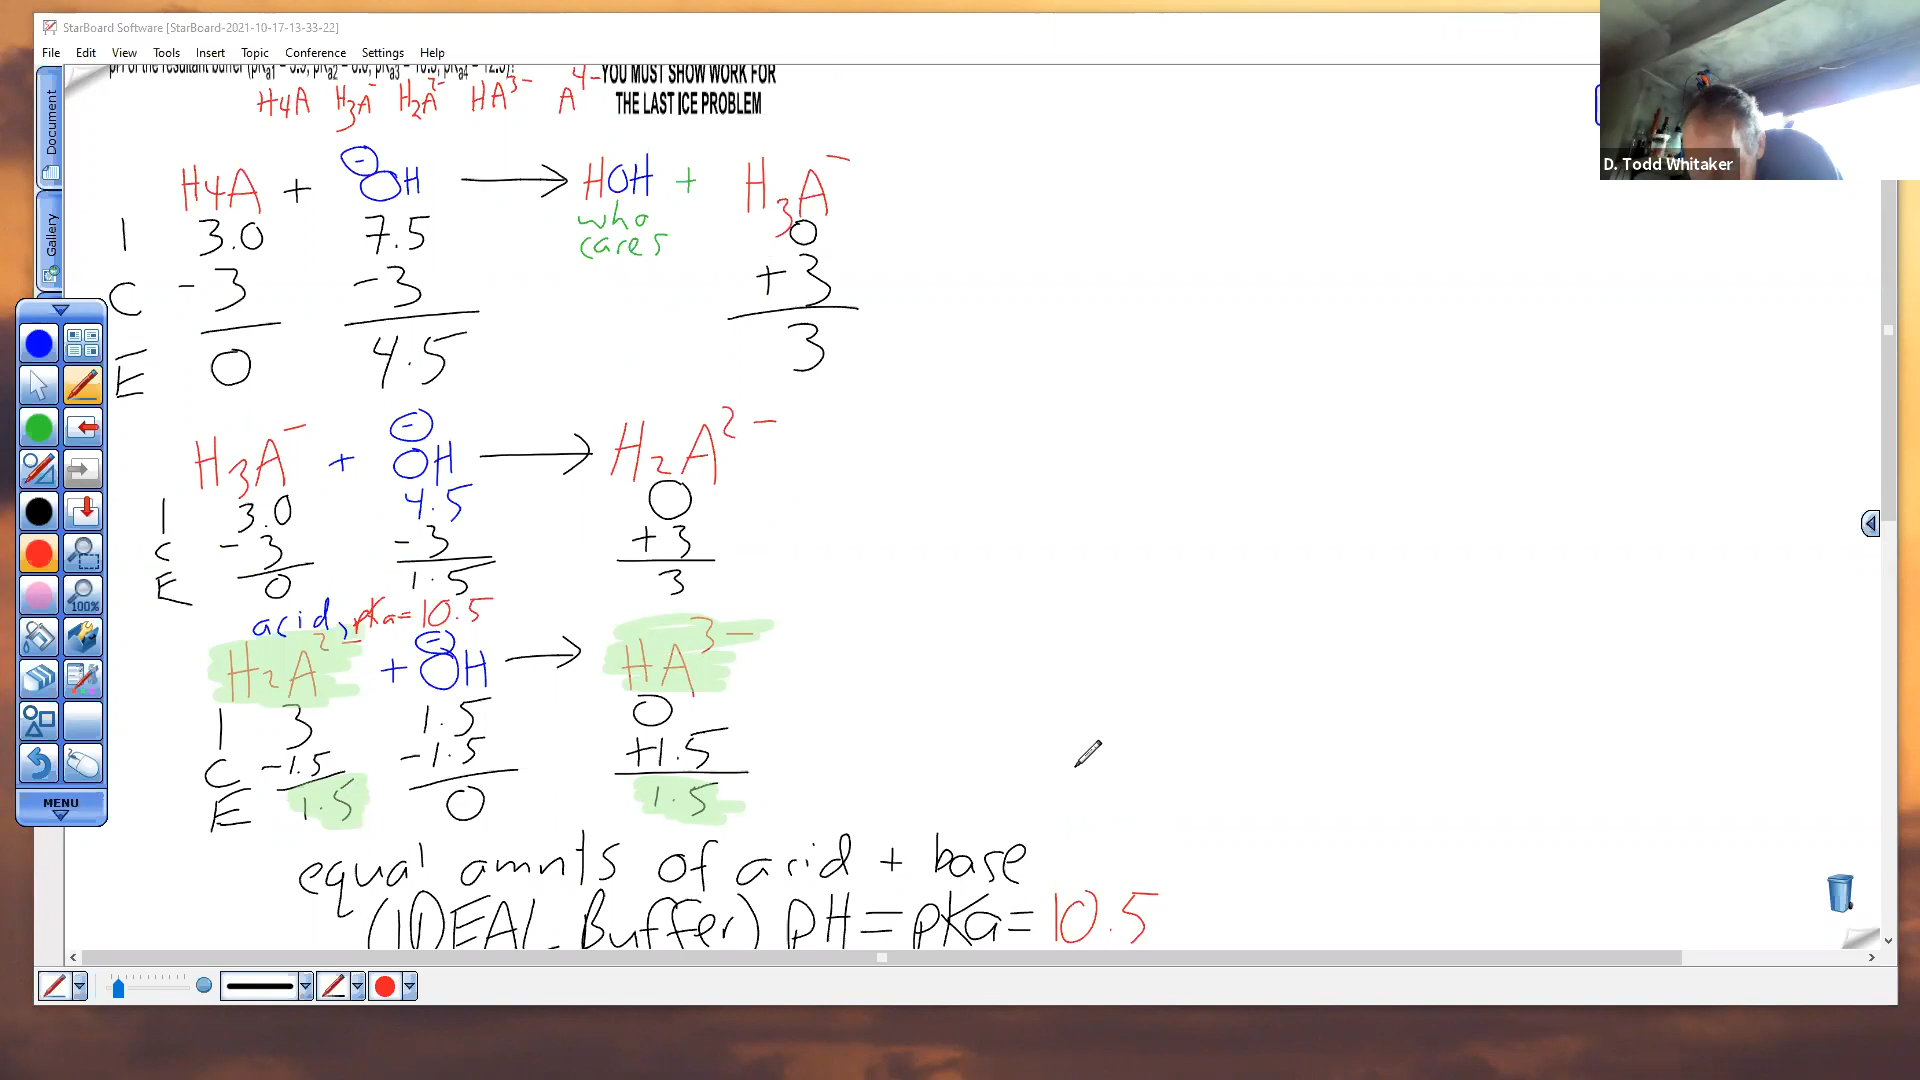 StarBoard Software [StarBoard-2021-10-17-13-33-22]
File Edit View Tools Insert Topic Conference Settings Help
YOU MUST SHOW WORK FOR
THE LAST ICE PROBLEM
H4A H3A⁻ H2A²⁻ HA³⁻ A⁴⁻
Document
Gallery
D. Todd Whitaker
H4A + ⁻OH → HOH + H3A⁻
who
cares
I 3.0 7.5 0
C -3 -3 +3
E 0 4.5 3
H3A⁻ + ⁻OH → H2A²⁻
I 3.0 4.5 0
C -3 -3 +3
E 0 1.5 3
acid, pKa= 10.5
H2A²⁻ + ⁻OH → HA³⁻
I 3 1.5 0
C -1.5 -1.5 +1.5
E 1.5 0 1.5
equal amnts of acid + base
(IDEAL Buffer) pH = pKa = 10.5
100%
MENU